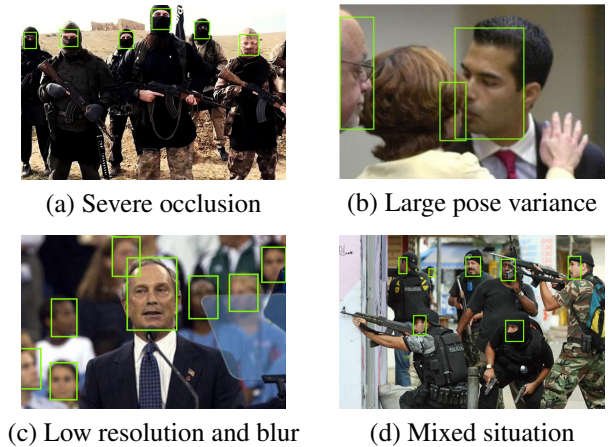 (a) Severe occlusion
(b) Large pose variance
(c) Low resolution and blur
(d) Mixed situation